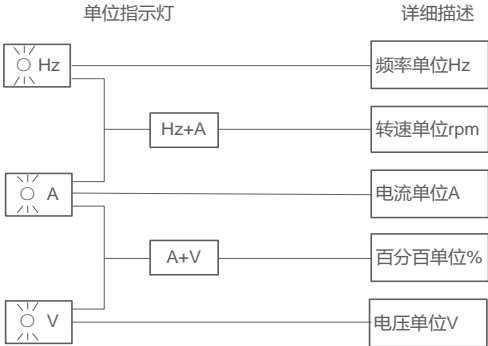 单位指示灯 详细描述
Hz 频率单位Hz
Hz+A 转速单位rpm
A 电流单位A
A+V 百分百单位%
V 电压单位V